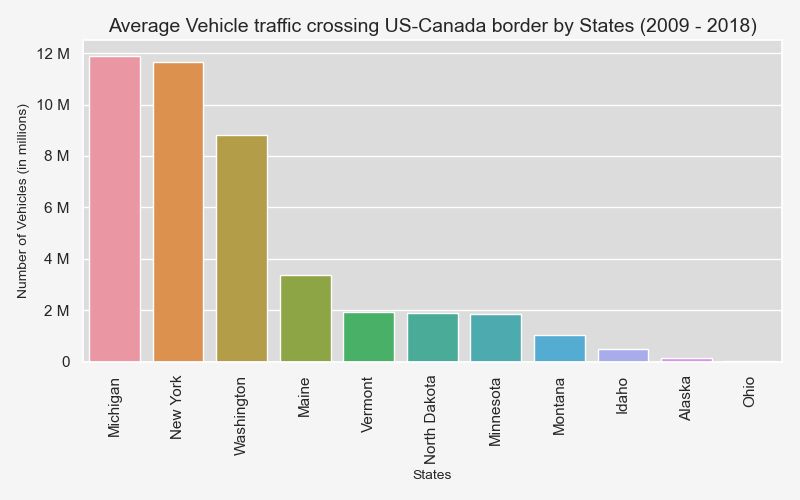 Average Vehicle traffic crossing US-Canada border by States (2009 - 2018)
Number of Vehicles (in millions)
12 M
10 M
8 M
6 M
4 M
2 M
0
Michigan
New York
Washington
Maine
Vermont
North Dakota
Minnesota
Montana
Idaho
Alaska
Ohio
States